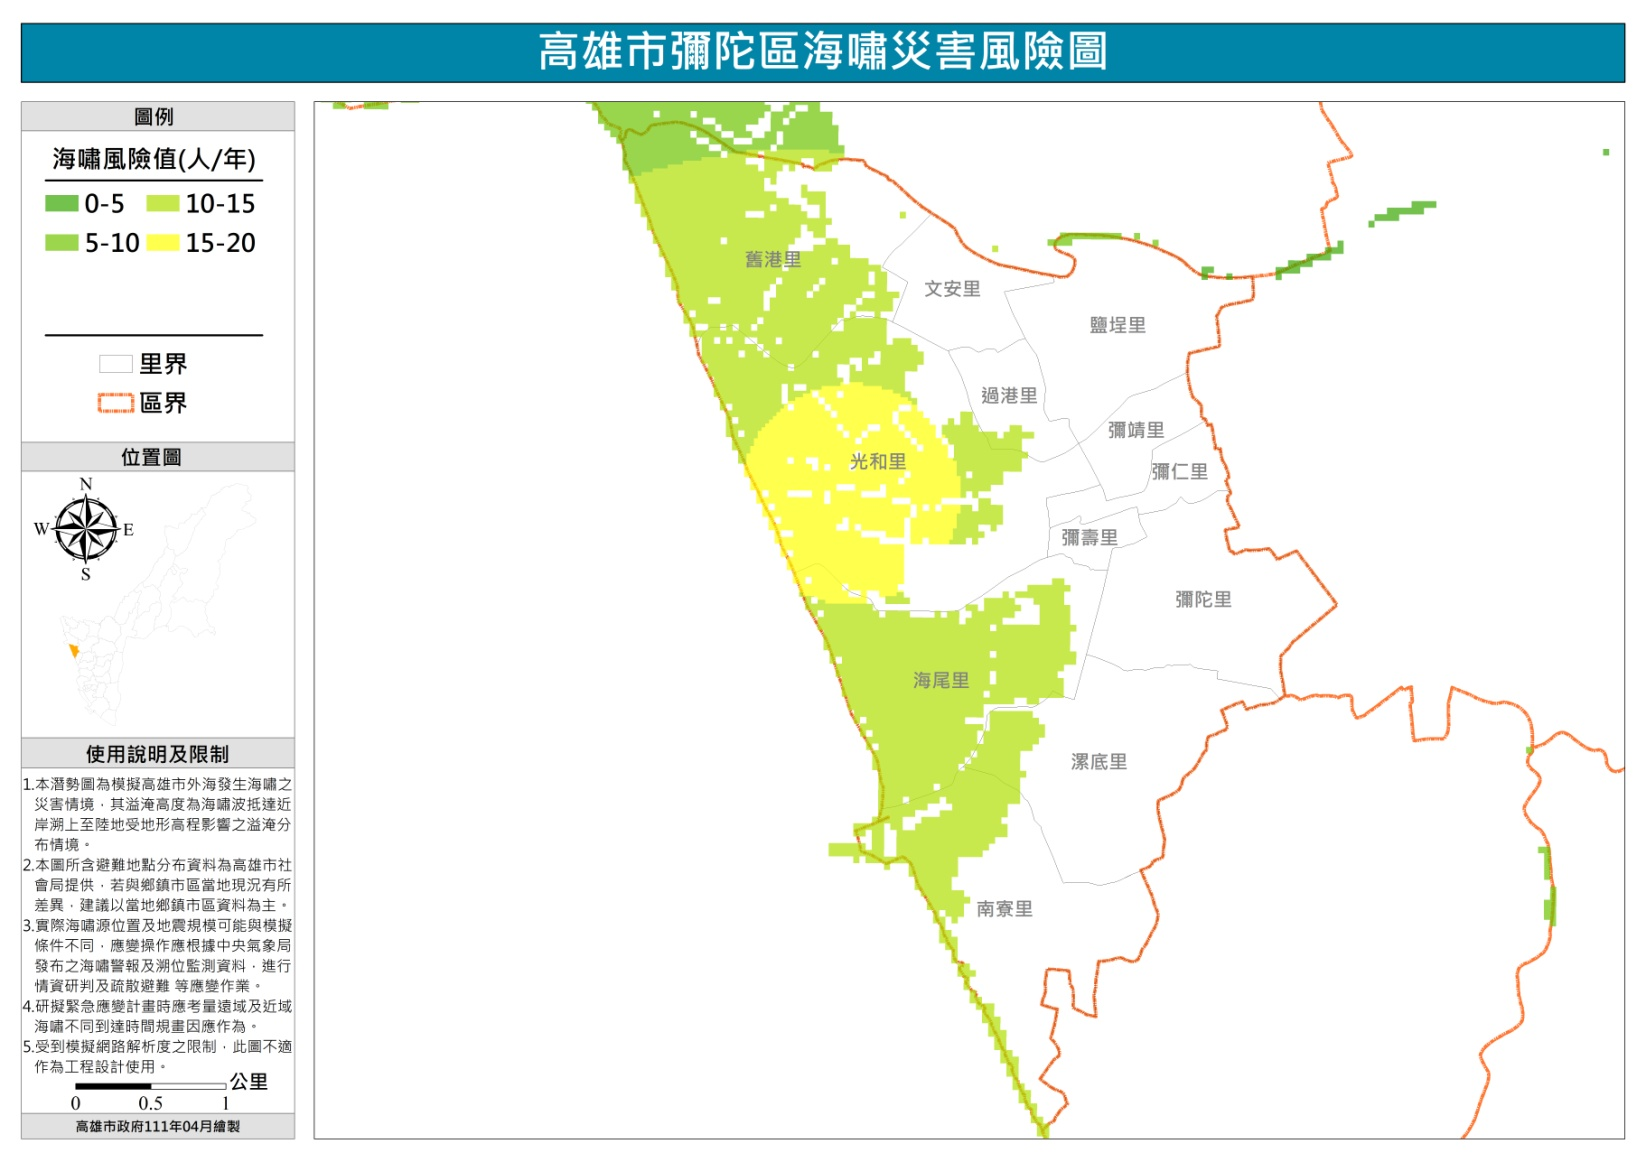 高雄市彌陀區海嘯災害風險圖
圖例
海嘯風險值(人/年)
0-5
10-15
5-10
15-20
里界
區界
位置圖
N
W
E
S
使用說明及限制
1.本潛勢圖為模擬高雄市外海發生海嘯之
災害情境，其溢淹高度為海嘯波抵達近
岸溯上至陸地受地形高程影響之溢淹分
布情境。
2.本圖所含避難地點分布資料為高雄市社
會局提供，若與鄉鎮市區當地現況有所
差異，建議以當地鄉鎮市區資料為主。
3.實際海嘯源位置及地震規模可能與模擬
條件不同，應變操作應根據中央氣象局
發布之海嘯警報及潮位監測資料，進行
情資研判及疏散避難 等應變作業。
4.研擬緊急應變計畫時應考量遠域及近域
海嘯不同到達時間規畫因應作為。
5.受到模擬網路解析度之限制，此圖不適
作為工程設計使用。
公里
0
0.5
1
高雄市政府111年04月繪製
舊港里
文安里
鹽埕里
過港里
彌靖里
光和里
彌仁里
彌壽里
彌陀里
海尾里
漯底里
南寮里